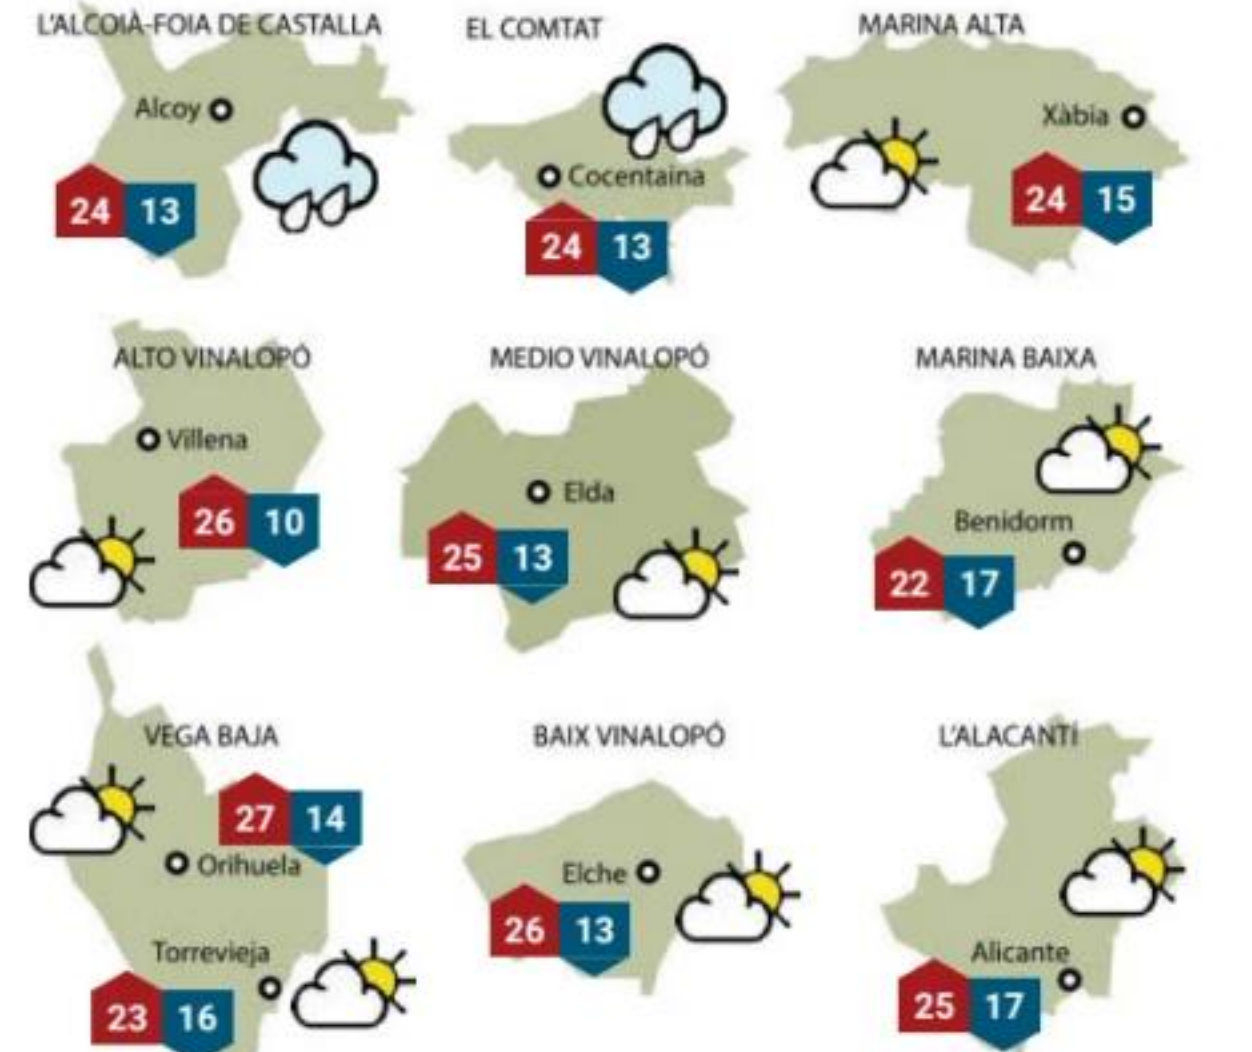 L'ALCOIÀ-FOIA DE CASTALLA
EL COMTAT
MARINA ALTA
Alcoy
Xàbia
Cocentaina
24 13
24 13
24 15
ALTO VINALOPÓ
MEDIO VINALOPÓ
MARINA BAIXA
Villena
Elda
Benidorm
26 10
25 13
22 17
VEGA BAJA
BAIX VINALOPÓ
L'ALACANTÍ
27 14
Orihuela
Elche
26 13
Torrevieja
Alicante
23 16
25 17